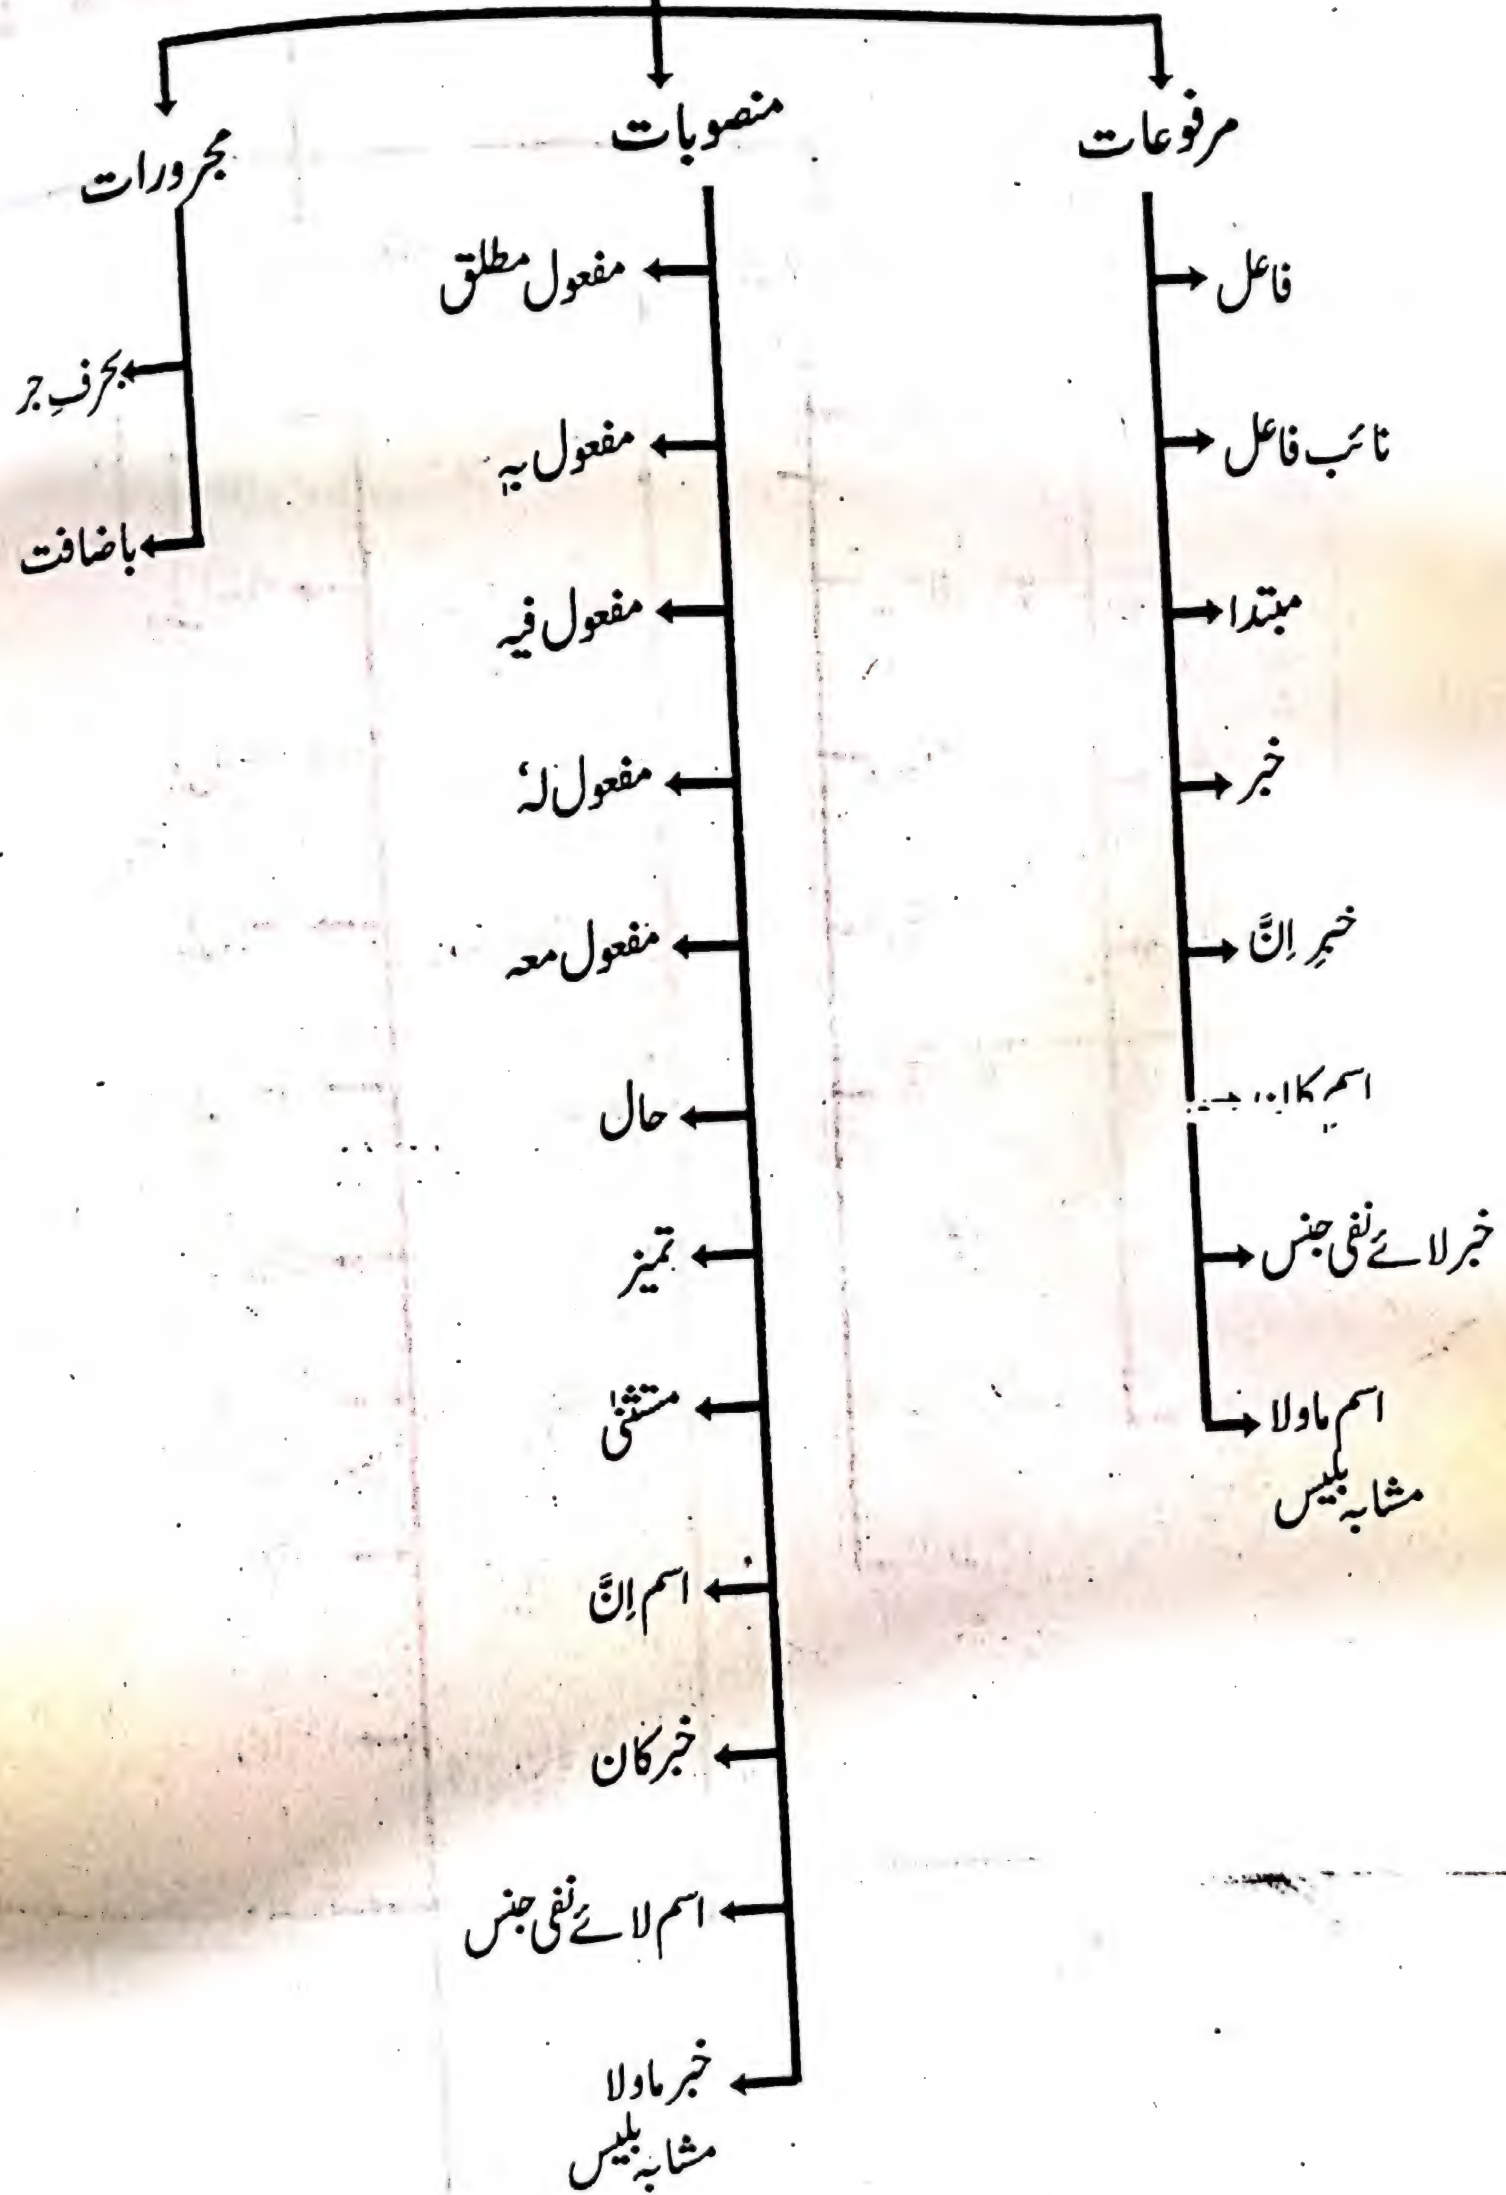 مرفوعات
فاعل
نائب فاعل
مبتدا
خبر
خبرِ اِنَّ
اسمِ
خبر لائے نفی جنس
اسم ماولا
مشابہ بلیس
منصوبات
مفعول مطلق
مفعول بہٖ
مفعول فیہ
مفعول لہٗ
مفعول معہ
حال
تمیز
مستثنیٰ
اسم اِنَّ
خبر کان
اسم لائے نفی جنس
خبر ماولا
مشابہ بلیس
مجرورات
بحرفِ جر
باضافت